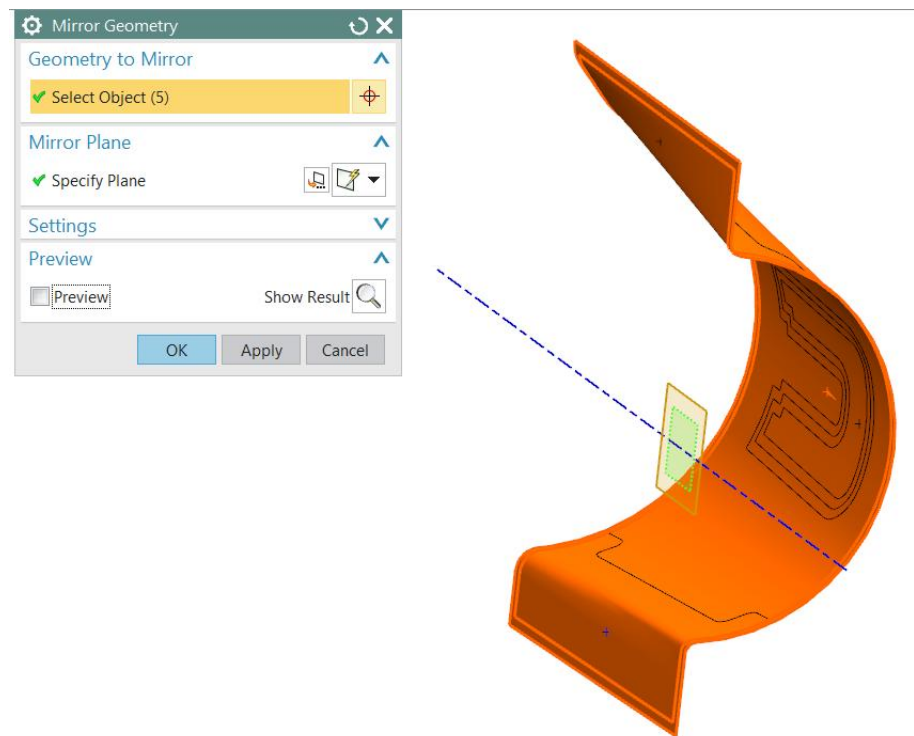 Mirror Geometry
Geometry to Mirror
Select Object (5)
Mirror Plane
Specify Plane
Settings
Preview
Preview Show Result
OK Apply Cancel